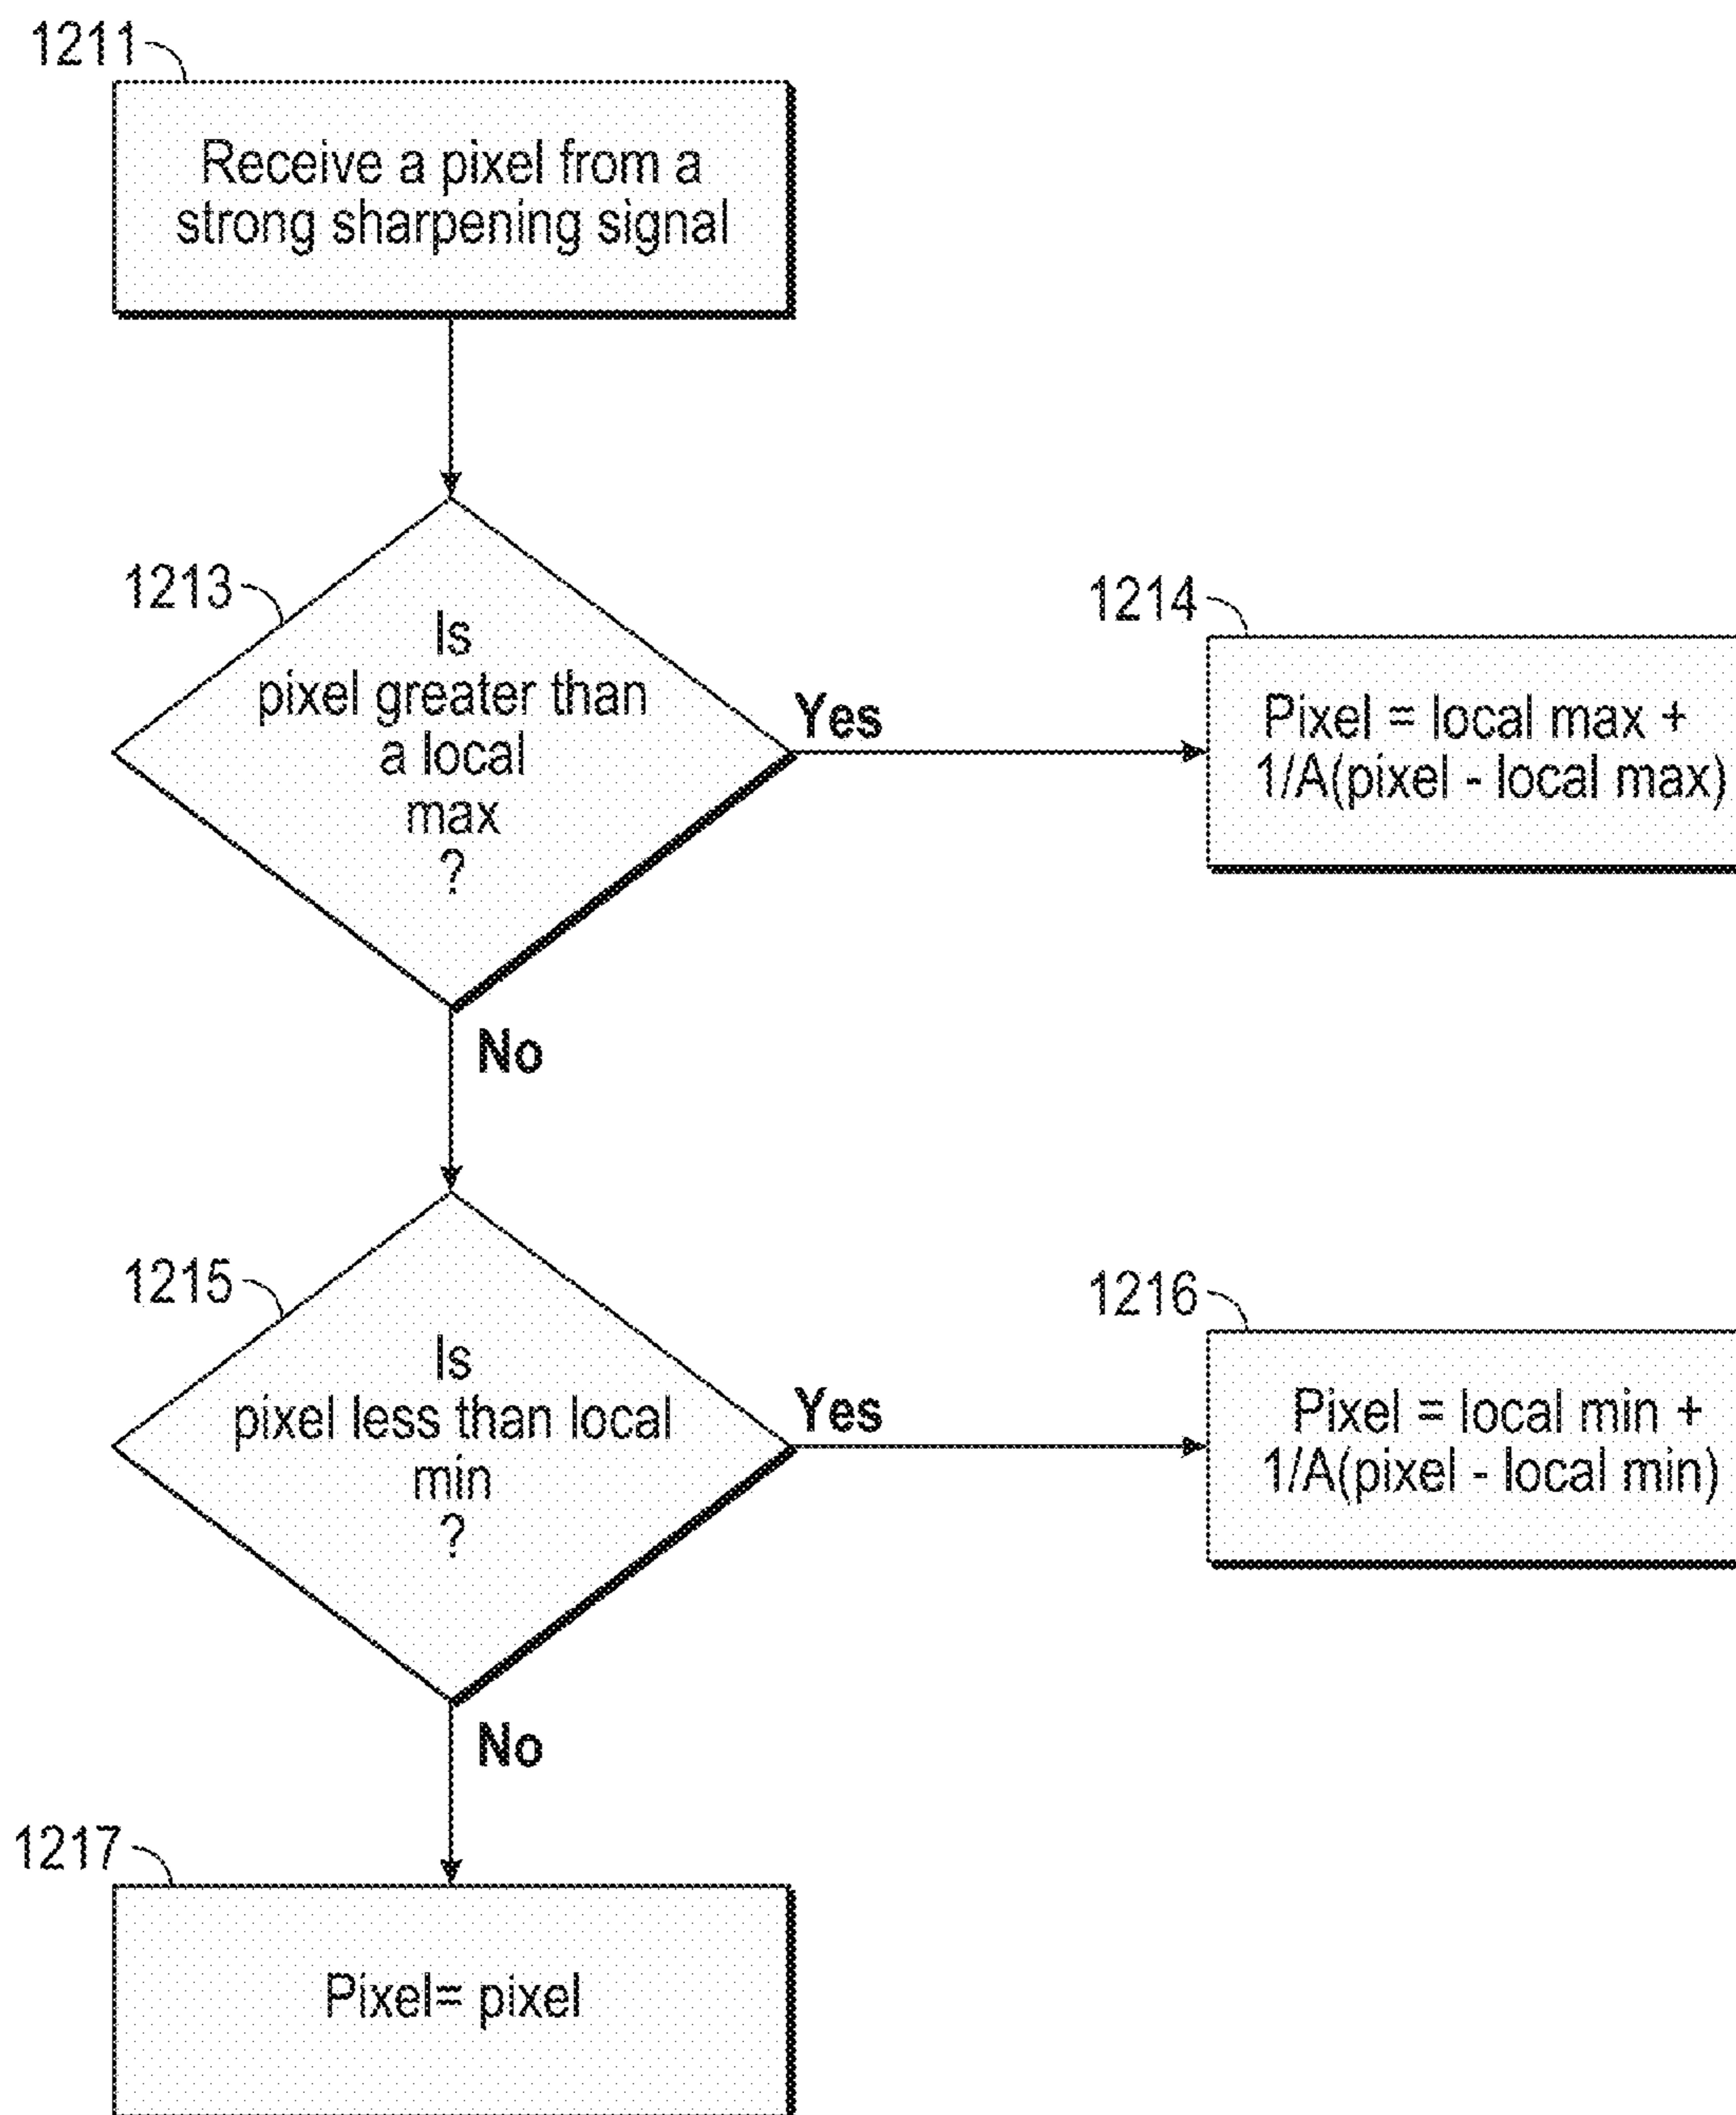 1211
Receive a pixel from a
strong sharpening signal
1213
Is
pixel greater than
a local
max
?
Yes
1214
Pixel = local max +
1/A(pixel - local max)
No
1215
Is
pixel less than local
min
?
Yes
1216
Pixel = local min +
1/A(pixel - local min)
No
1217
Pixel= pixel